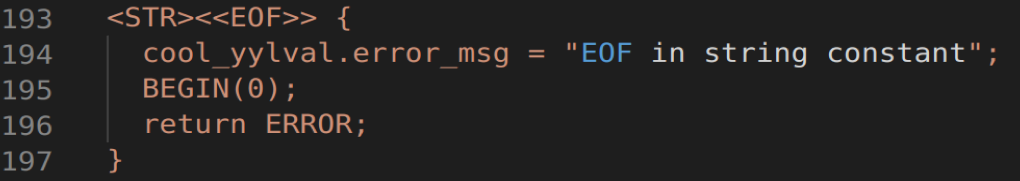 193 <STR><<EOF>> {
194 cool_yylval.error_msg = "EOF in string constant";
195 BEGIN(0);
196 return ERROR;
197 }